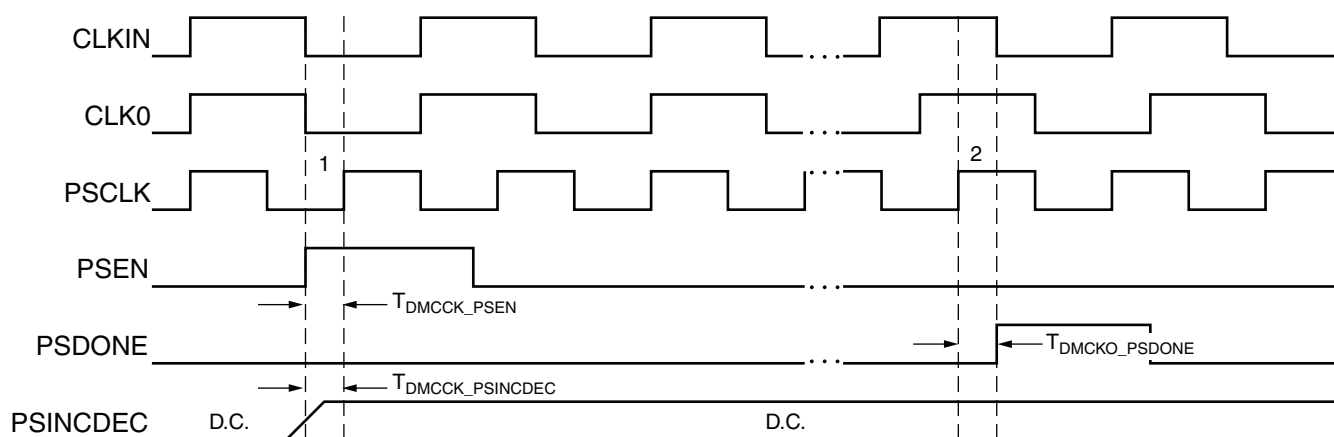 CLKIN
. . .
CLK0
. . .
1
2
PSCLK
. . .
PSEN
. . .
T_DMCCK_PSEN
PSDONE
. . .
T_DMCKO_PSDONE
T_DMCCK_PSINCDEC
PSINCDEC
D.C.
D.C.